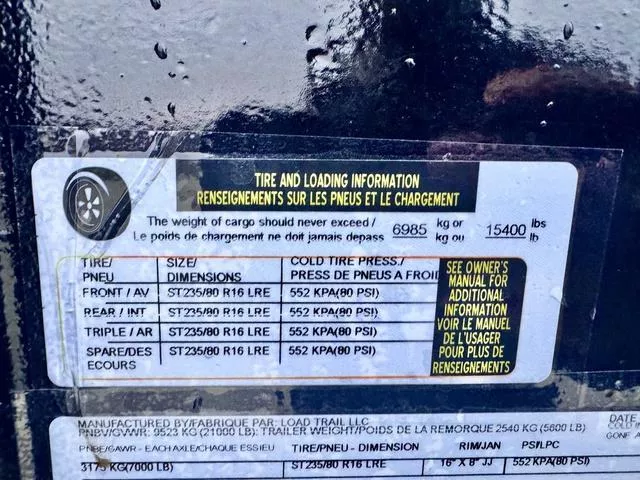 TIRE AND LOADING INFORMATION
RENSEIGNEMENTS SUR LES PNEUS ET LE CHARGEMENT
The weight of cargo should never exceed / 6985 kg or 15400 lbs
Le poids de chargement ne doit jamais depass kg ou lb
TIRE/ SIZE/ COLD TIRE PRESS./
PNEU DIMENSIONS PRESS DE PNEUS A FROID
FRONT / AV ST235/80 R16 LRE 552 KPA(80 PSI)
REAR / INT ST235/80 R16 LRE 552 KPA(80 PSI)
TRIPLE / AR ST235/80 R16 LRE 552 KPA(80 PSI)
SPARE/DES ST235/80 R16 LRE 552 KPA(80 PSI)
ECOURS
SEE OWNER'S
MANUAL FOR
ADDITIONAL
INFORMATION
VOIR LE MANUEL
DE L'USAGER
POUR PLUS DE
RENSEIGNEMENTS
MANUFACTURED BY/FABRIQUE PAR: LOAD TRAIL LLC DATE
PNBV/GVWR: 9523 KG (21000 LB): TRAILER WEIGHT/POIDS DE LA REMORQUE 2540 KG (5600 LB)
PNBE/GAWR - EACH AXLE/CHAQUE ESSIEU TIRE/PNEU - DIMENSION RIM/JAN PSI/LPC
3175 KG(7000 LB) ST235/80 R16 LRE 16" X 8" JJ 552 KPA(80 PSI)